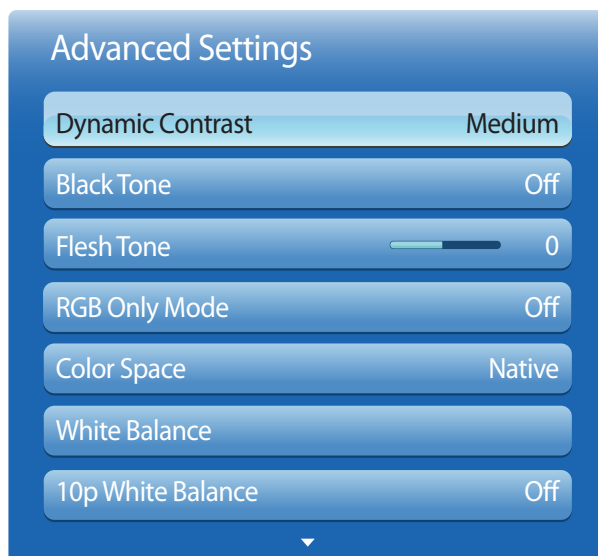 Advanced Settings
Dynamic Contrast Medium
Black Tone Off
Flesh Tone 0
RGB Only Mode Off
Color Space Native
White Balance
10p White Balance Off